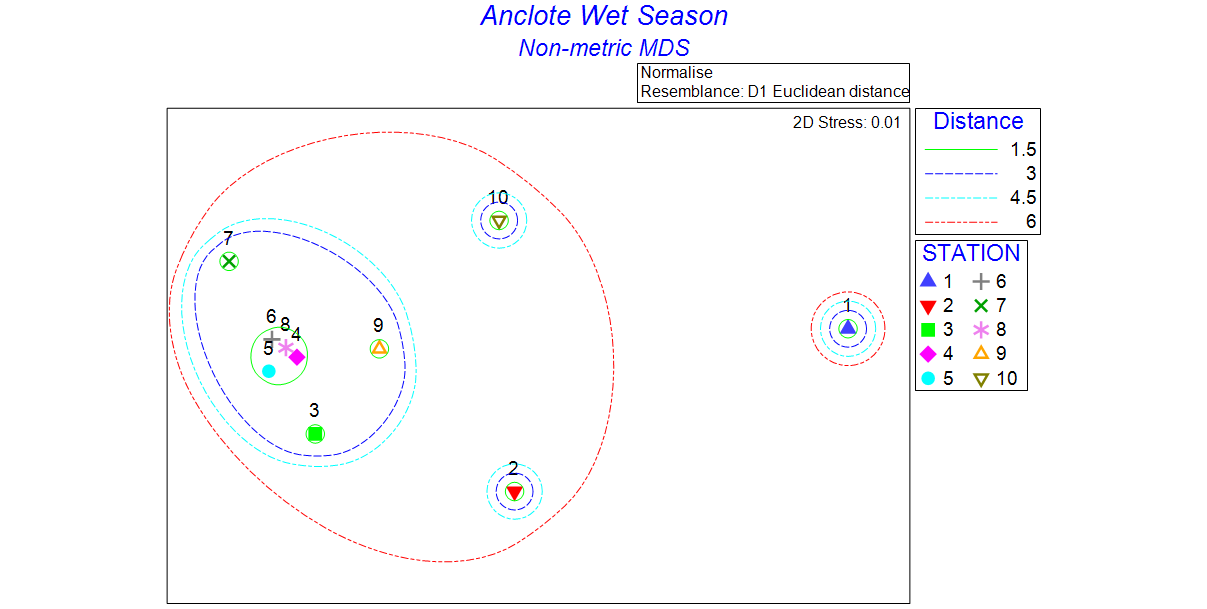 Anclote Wet Season
Non-metric MDS
Normalise
Resemblance: D1 Euclidean distance
2D Stress: 0.01
Distance
1.5
3
4.5
6
STATION
1 6
2 7
3 8
4 9
5 10
10
7
1
6
8
9
4
5
3
2